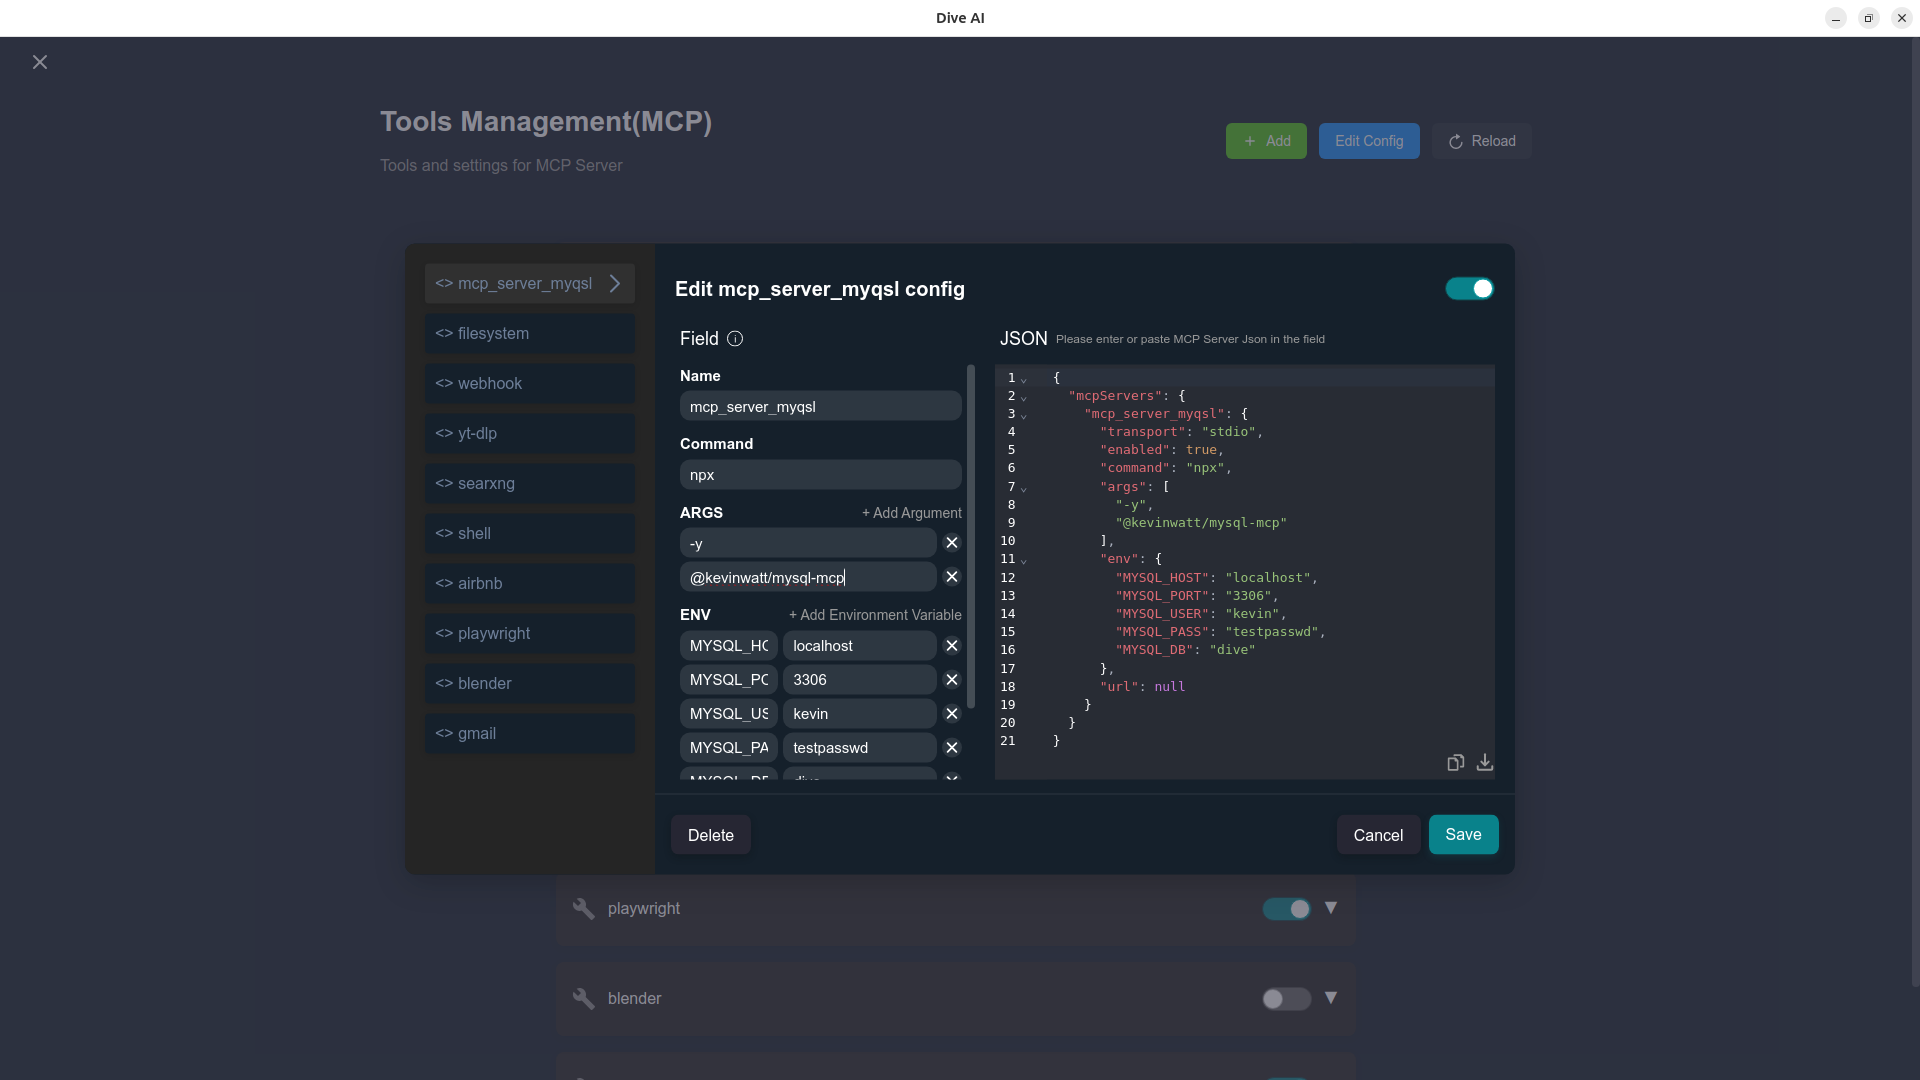 Dive AI
Tools Management(MCP)
Tools and settings for MCP Server
+ Add
Edit Config
Reload
<> mcp_server_myqsl
<> filesystem
<> webhook
<> yt-dlp
<> searxng
<> shell
<> airbnb
<> playwright
<> blender
<> gmail
Edit mcp_server_myqsl config
Field
Name
mcp_server_myqsl
Command
npx
ARGS + Add Argument
-y
@kevinwatt/mysql-mcp
ENV + Add Environment Variable
MYSQL_HO localhost
MYSQL_PO 3306
MYSQL_US kevin
MYSQL_PA testpasswd
MYSQL_DB dive
JSON Please enter or paste MCP Server Json in the field
1 {
2 "mcpServers": {
3 "mcp_server_myqsl": {
4 "transport": "stdio",
5 "enabled": true,
6 "command": "npx",
7 "args": [
8 "-y",
9 "@kevinwatt/mysql-mcp"
10 ],
11 "env": {
12 "MYSQL_HOST": "localhost",
13 "MYSQL_PORT": "3306",
14 "MYSQL_USER": "kevin",
15 "MYSQL_PASS": "testpasswd",
16 "MYSQL_DB": "dive"
17 },
18 "url": null
19 }
20 }
21 }
Delete
Cancel
Save
playwright
blender